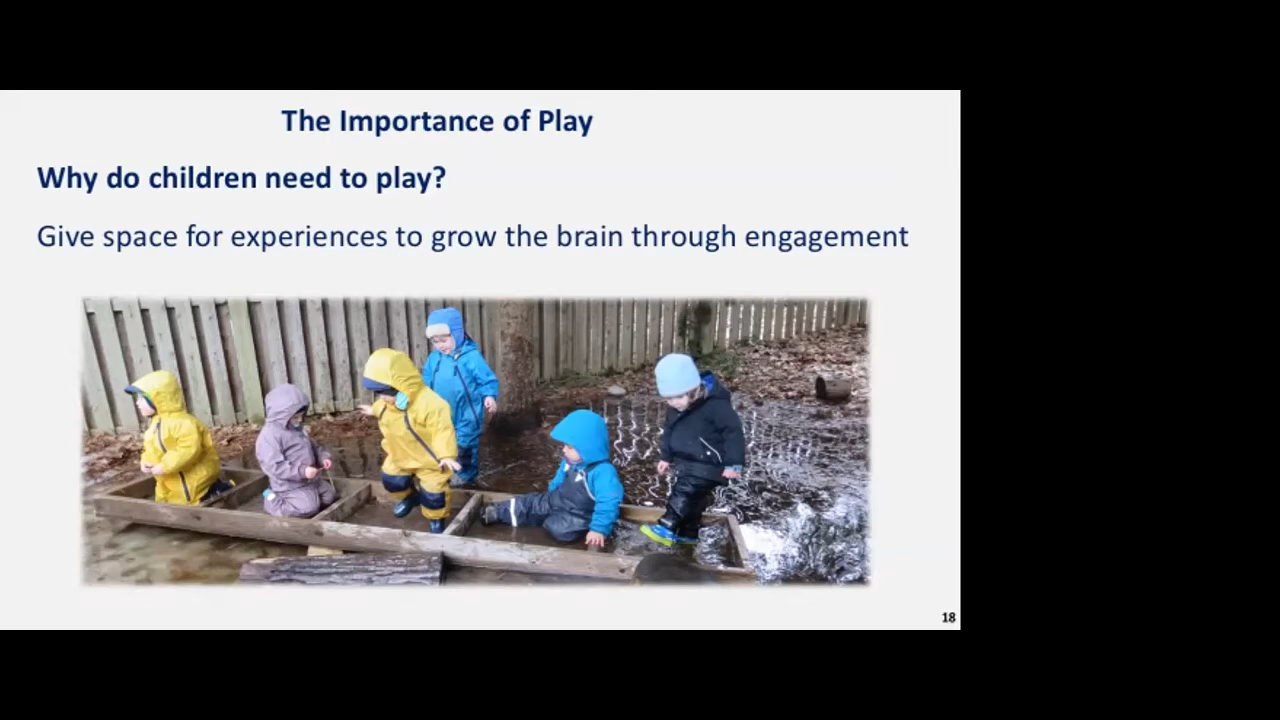 The Importance of Play
Why do children need to play?
Give space for experiences to grow the brain through engagement
18